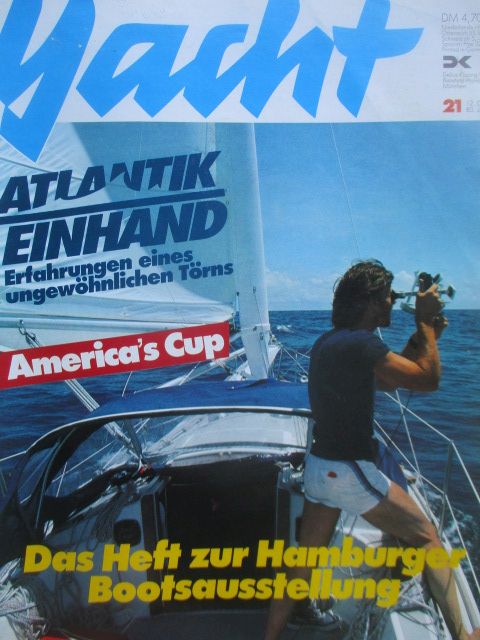 Yacht
DM 4,70
21
ATLANTIK
EINHAND
Erfahrungen eines
ungewöhnlichen Törns
America's Cup
Das Heft zur Hamburger
Bootsausstellung